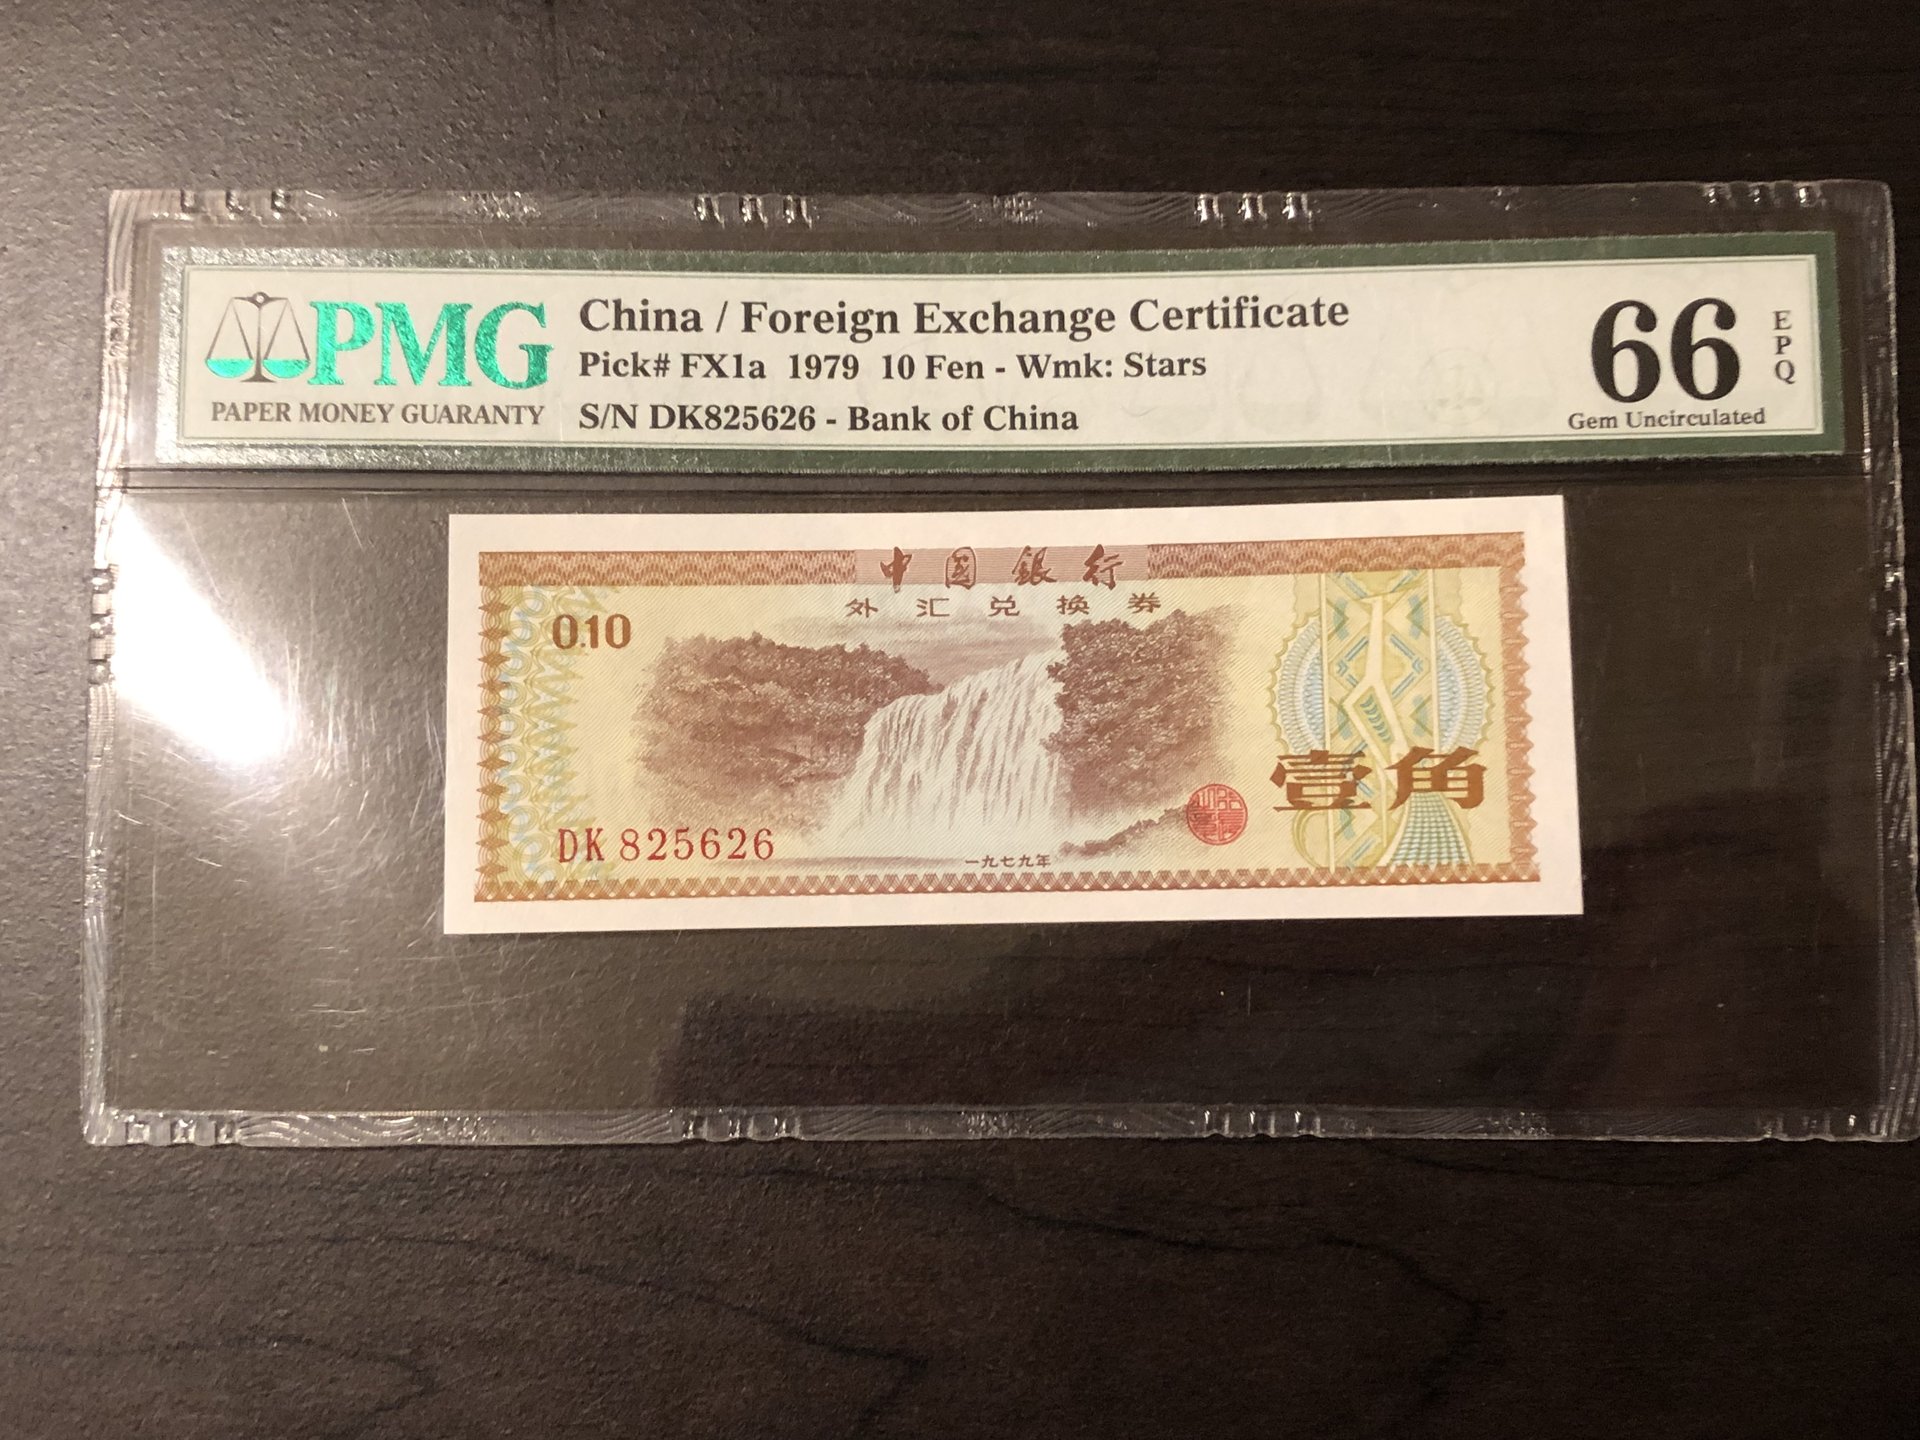 PMG
PAPER MONEY GUARANTY
China / Foreign Exchange Certificate
Pick# FX1a 1979 10 Fen - Wmk: Stars
S/N DK825626 - Bank of China
66
EPQ
Gem Uncirculated
中国銀行
外汇兑换券
0.10
壹角
DK 825626
一九七九年